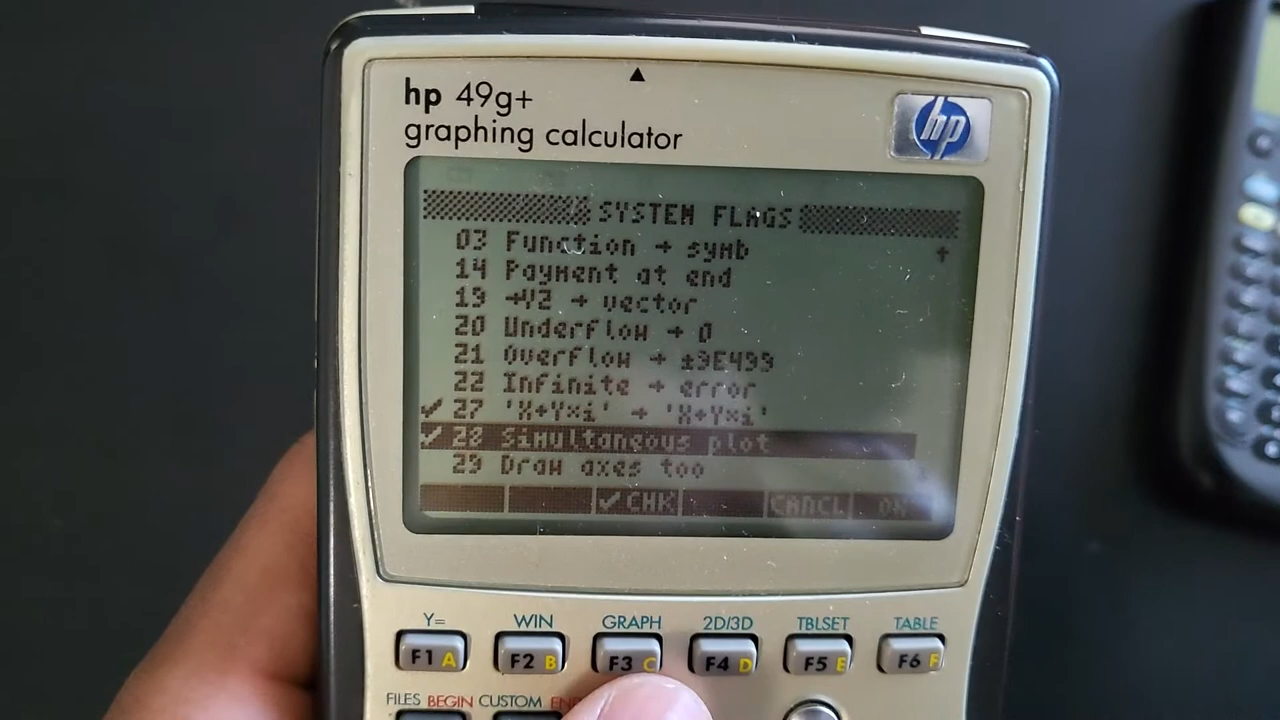 hp 49g+
graphing calculator
hp
SYSTEM FLAGS
03 Function → symb
14 Payment at end
19 →V2 → vector
20 Underflow → 0
21 Overflow → ±9E499
22 Infinite → error
✓ 27 'X+Y*i' → 'X+Y*i'
✓ 28 Simultaneous plot
29 Draw axes too
✓CHK CANCL OK
Y= WIN GRAPH 2D/3D TBLSET TABLE
F1 A F2 B F3 C F4 D F5 E F6 F
FILES BEGIN CUSTOM